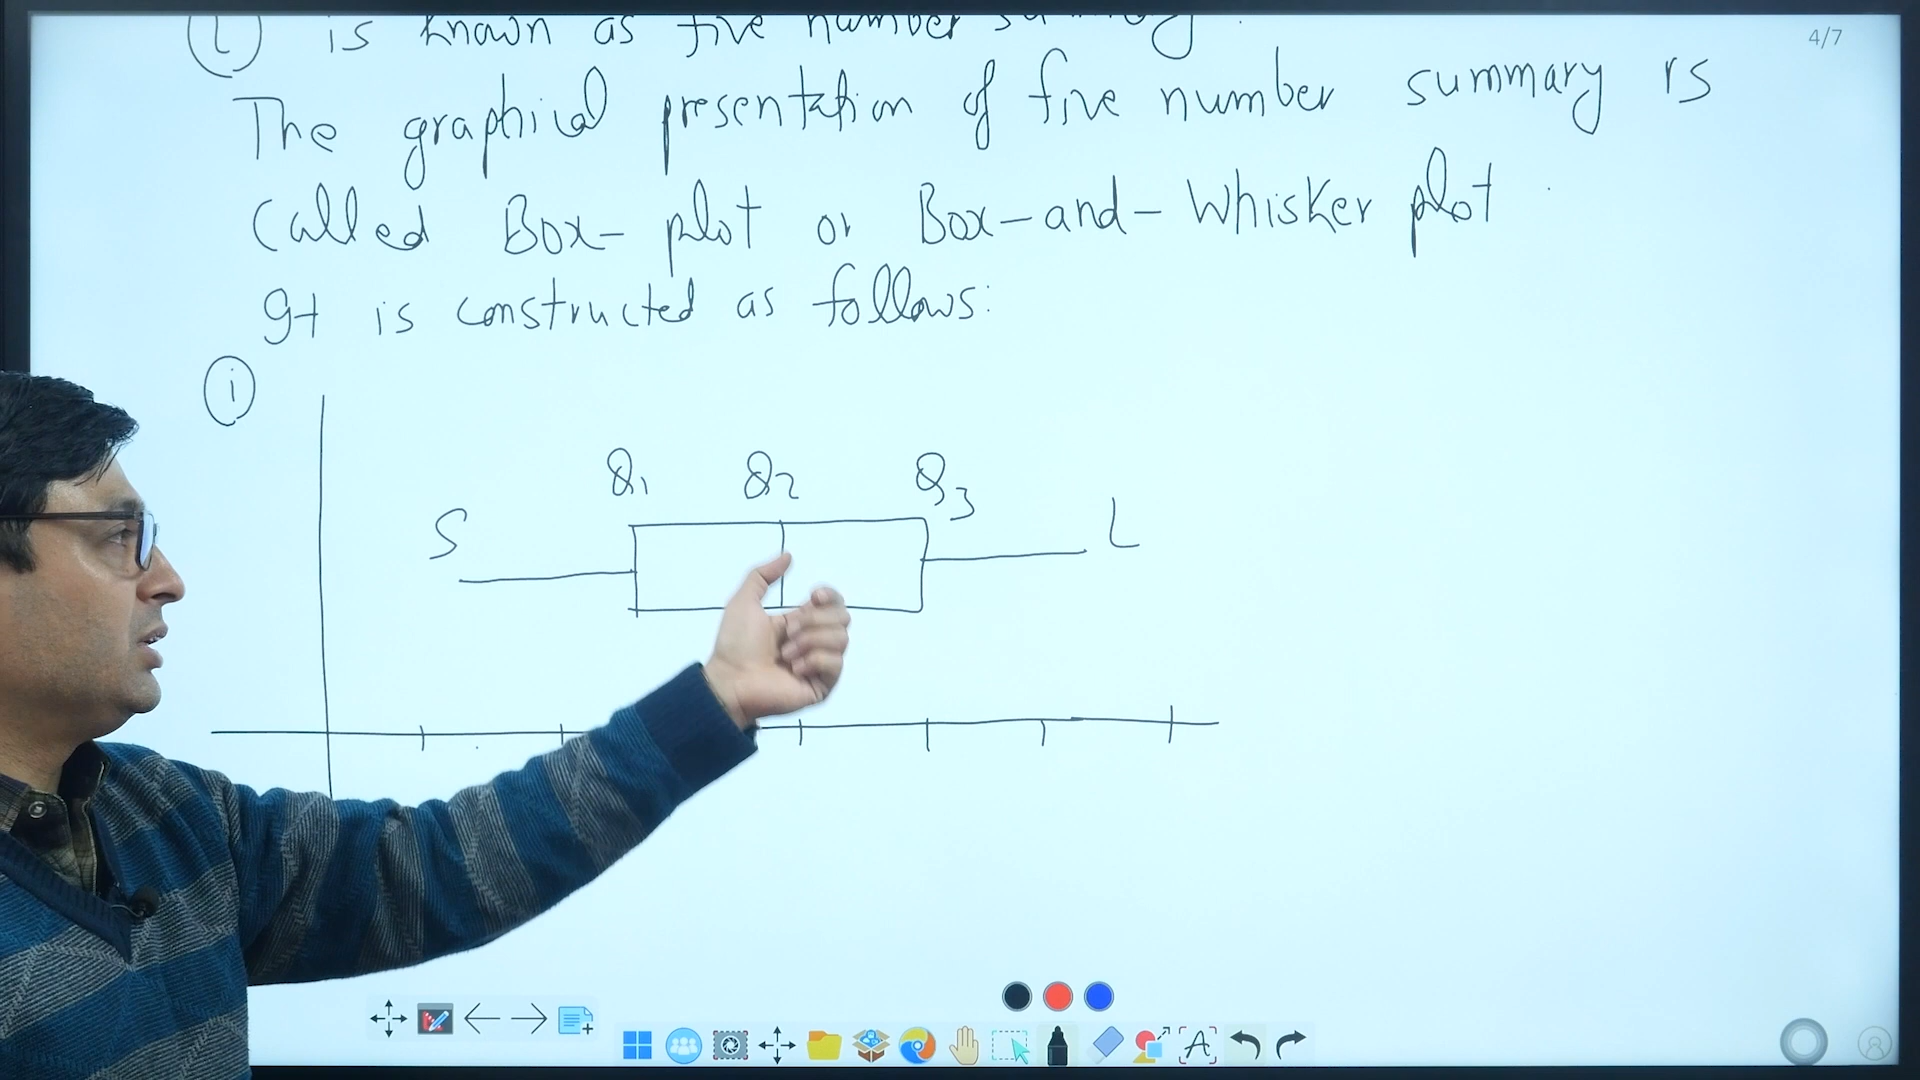 (L) is known as five number summary.
4/7
The graphical presentation of five number summary is
Called Box-plot or Box-and-Whisker plot
It is constructed as follows:
(i)
Q1 Q2 Q3
S L
A